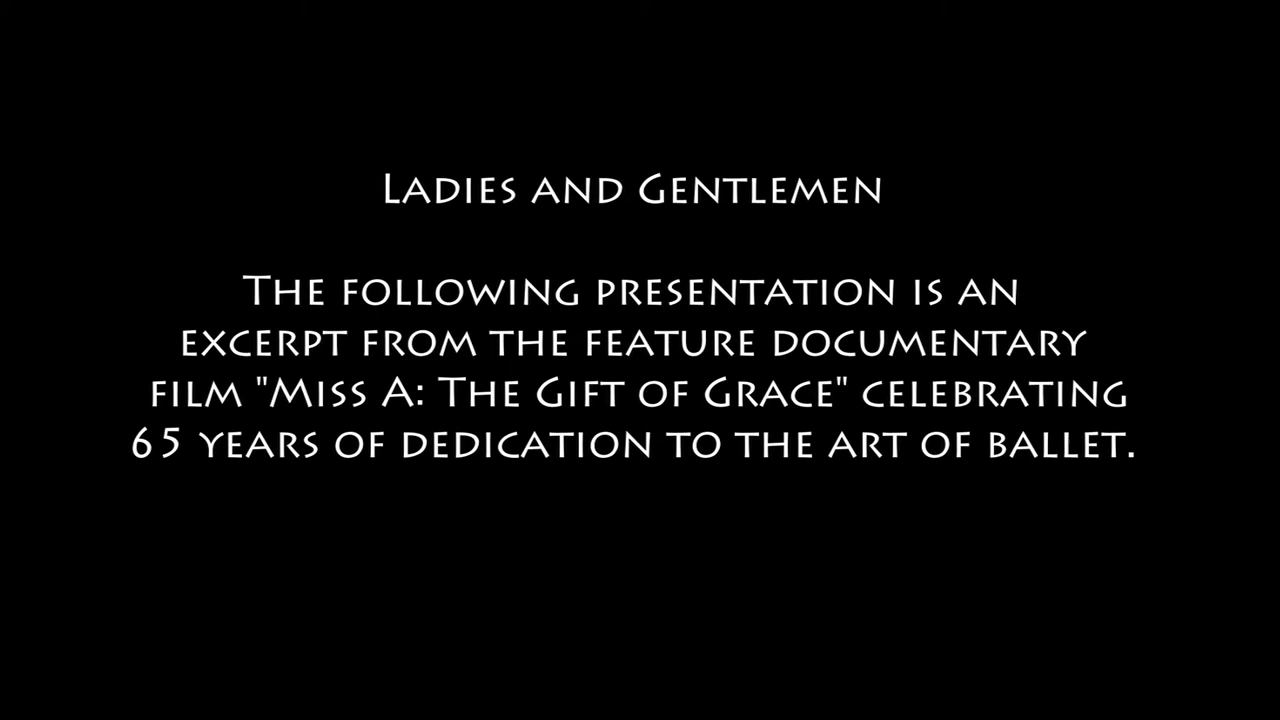 Ladies and Gentlemen
The following presentation is an
excerpt from the feature documentary
film "Miss A: The Gift of Grace" celebrating
65 years of dedication to the art of ballet.